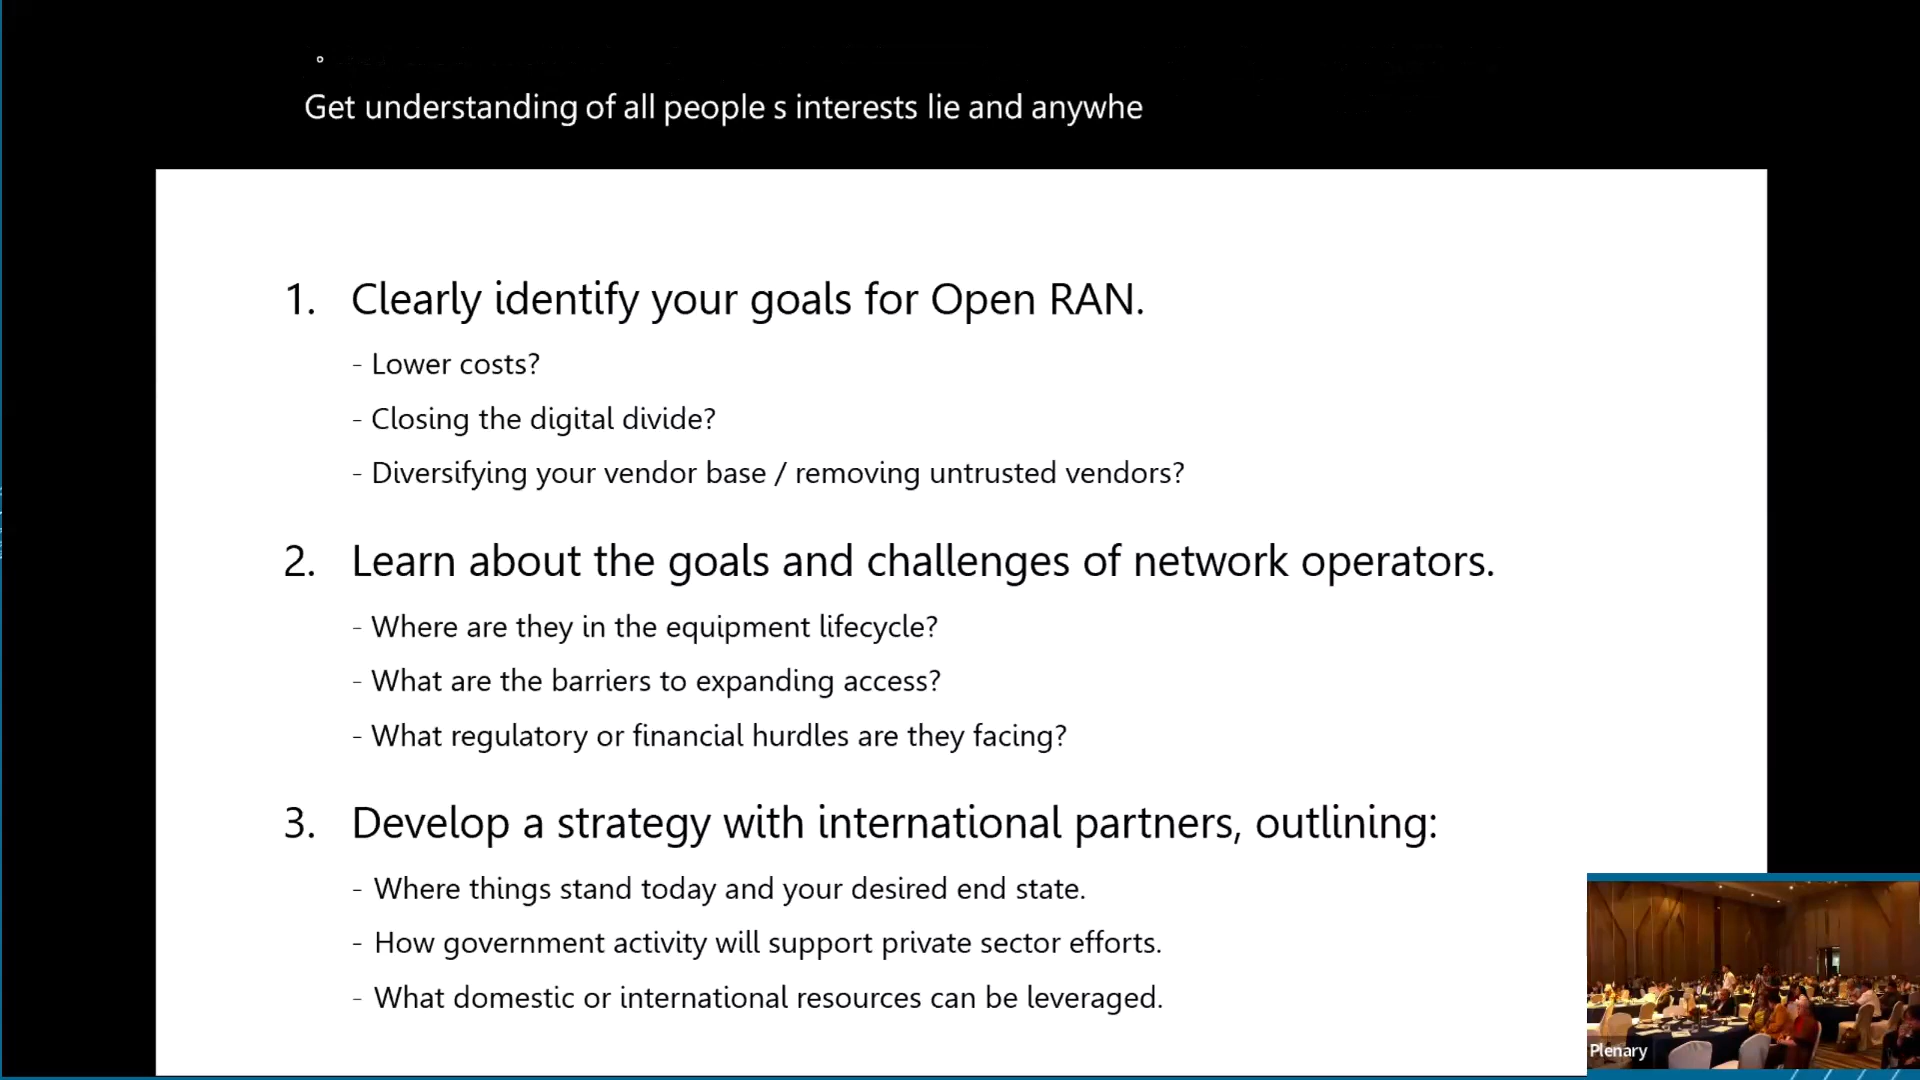 。
Get understanding of all people s interests lie and anywhe
1. Clearly identify your goals for Open RAN.
- Lower costs?
- Closing the digital divide?
- Diversifying your vendor base / removing untrusted vendors?
2. Learn about the goals and challenges of network operators.
- Where are they in the equipment lifecycle?
- What are the barriers to expanding access?
- What regulatory or financial hurdles are they facing?
3. Develop a strategy with international partners, outlining:
- Where things stand today and your desired end state.
- How government activity will support private sector efforts.
- What domestic or international resources can be leveraged.
Plenary